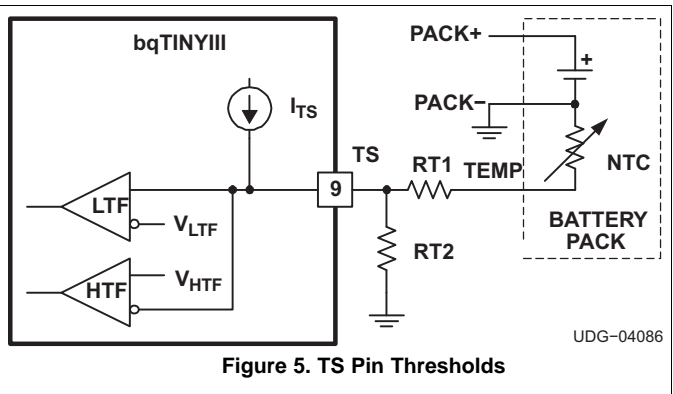 bqTINYIII
PACK+
+
I_TS
PACK−
TS
RT1
TEMP
NTC
9
LTF
V_LTF
BATTERY
PACK
RT2
HTF
V_HTF
UDG−04086
Figure 5. TS Pin Thresholds